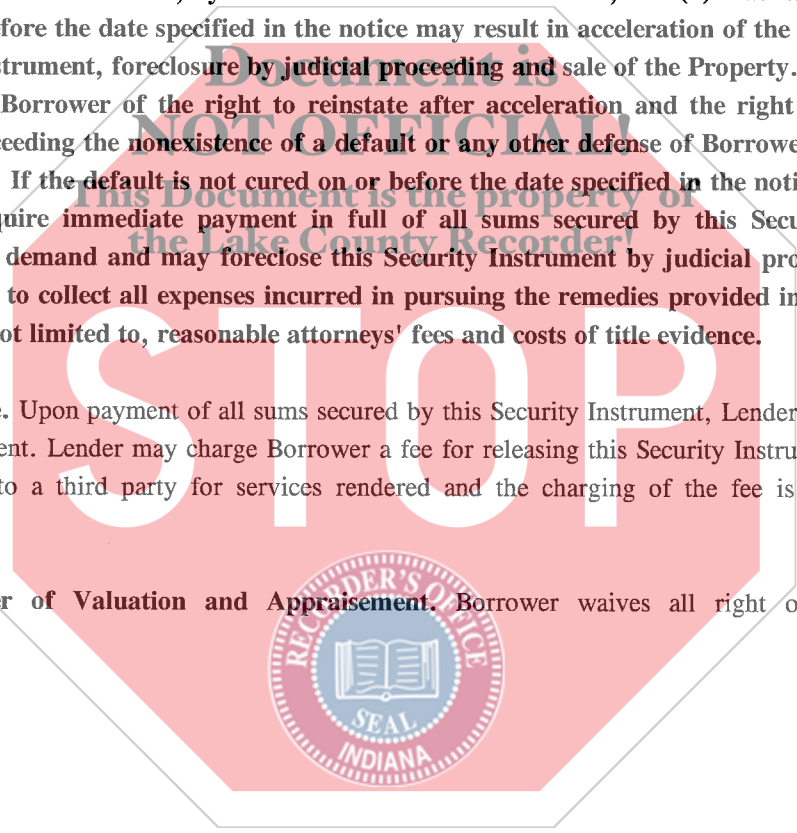 fore the date specified in the notice may result in acceleration of the
strument, foreclosure by judicial proceeding and sale of the Property.
Document is
Borrower of the right to reinstate after acceleration and the right
NOT OFFICIAL!
ceeding the nonexistence of a default or any other defense of Borrowe
If the default is not cured on or before the date specified in the noti
This Document is the property of
quire immediate payment in full of all sums secured by this Secu
the Lake County Recorder!
demand and may foreclose this Security Instrument by judicial pro
to collect all expenses incurred in pursuing the remedies provided in
ot limited to, reasonable attorneys' fees and costs of title evidence.
STOP
e. Upon payment of all sums secured by this Security Instrument, Lender
ent. Lender may charge Borrower a fee for releasing this Security Instru
to a third party for services rendered and the charging of the fee is
er of Valuation and Appraisement. Borrower waives all right o
RECORDER'S OFFICE
SEAL
INDIANA